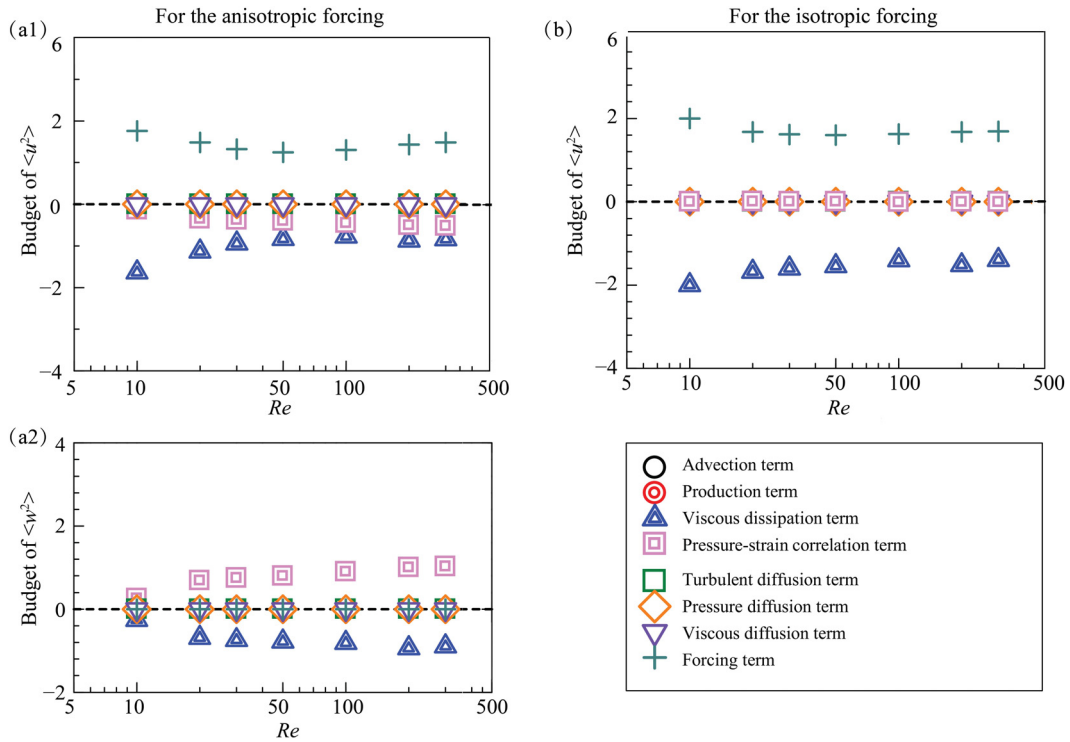 For the anisotropic forcing
(a1)
6
2
0
−2
−4
Budget of <u²>
5 10 50 100 500
Re
For the isotropic forcing
(b)
6
2
0
−2
−4
Budget of <u²>
5 10 50 100 500
Re
(a2)
4
2
0
−2
Budget of <w²>
5 10 50 100 500
Re
Advection term
Production term
Viscous dissipation term
Pressure-strain correlation term
Turbulent diffusion term
Pressure diffusion term
Viscous diffusion term
Forcing term